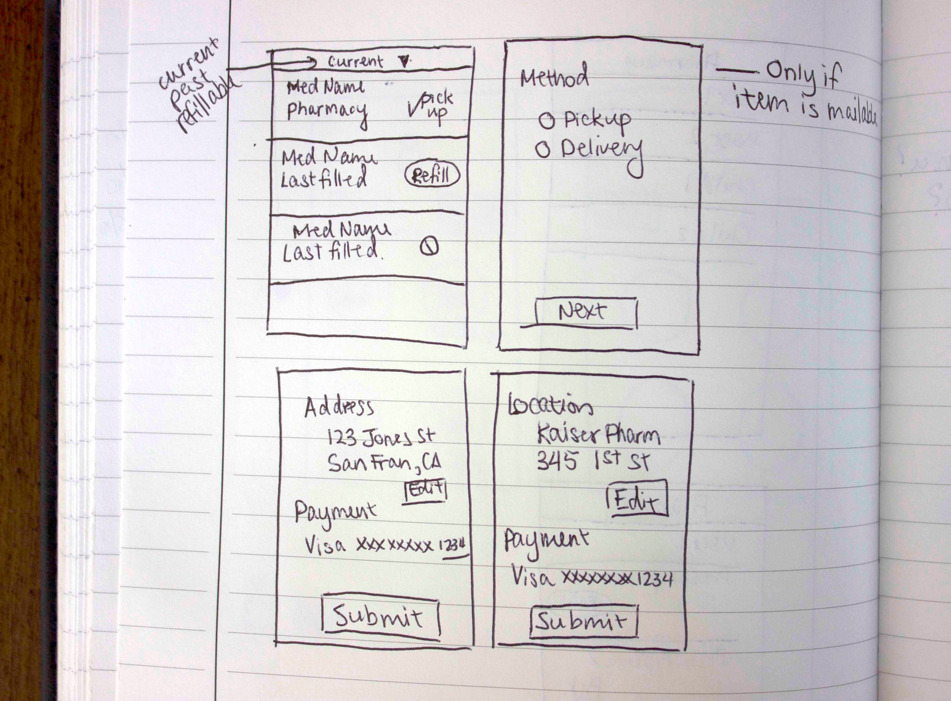 current
past
refillable
current ▼
Med Name
Pharmacy
✓pick
up
Med Name
Last filled
Refill
Med Name
Last filled.
Method
O Pickup
O Delivery
Next
Only if
item is mailable
Address
123 Jones St
San Fran, CA
Edit
Payment
Visa xxxxxxxxx 1234
Submit
Location
Kaiser Pharm
345 1st St
Edit
Payment
Visa xxxxxxxx1234
Submit